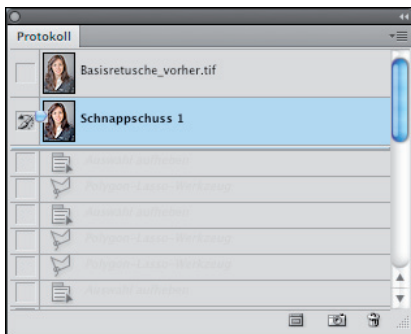 Protokoll
Basisretusche_vorher.tif
Schnappschuss 1
Auswahl aufheben
Polygon-Lasso-Werkzeug
Auswahl aufheben
Polygon-Lasso-Werkzeug
Polygon-Lasso-Werkzeug
Auswahl aufheben